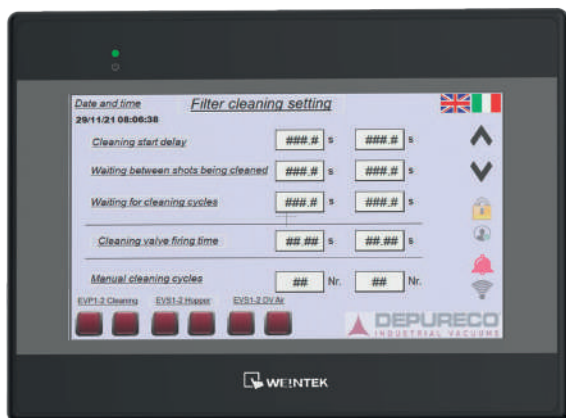 Date and time
Filter cleaning setting
29/11/21 08:06:38
Cleaning start delay ###.# s ###.# s
Waiting between shots being cleaned ###.# s ###.# s
Waiting for cleaning cycles ###.# s ###.# s
Cleaning valve firing time ##.## s ##.## s
Manual cleaning cycles ## Nr. ## Nr.
EVP1-2 Cleaning EVS1-2 Hopper EVS1-2 DV Air
DEPURECO
INDUSTRIAL VACUUMS
WEINTEK